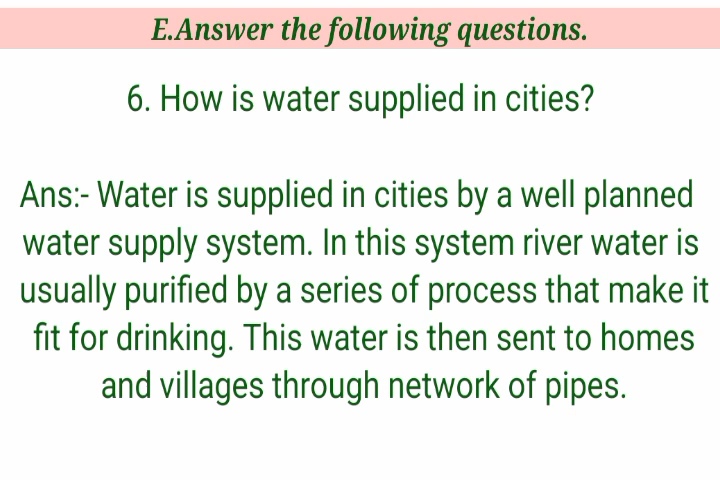 E.Answer the following questions.
6. How is water supplied in cities?
Ans:- Water is supplied in cities by a well planned
water supply system. In this system river water is
usually purified by a series of process that make it
fit for drinking. This water is then sent to homes
and villages through network of pipes.